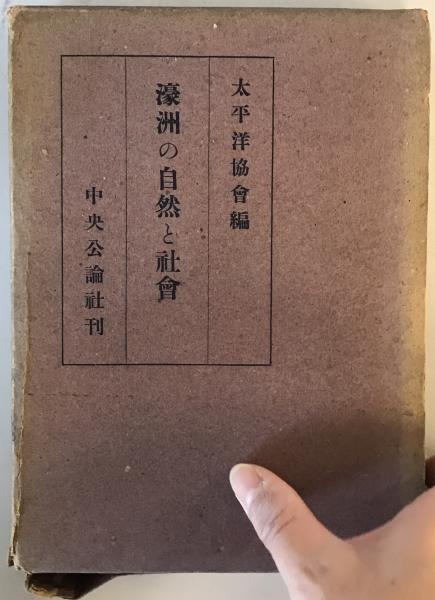 太平洋協會編
濠洲の自然と社會
中央公論社刊